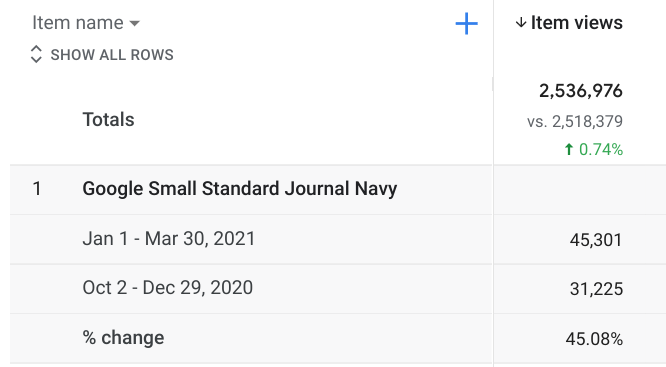 Item name
Item views
SHOW ALL ROWS
Totals
2,536,976
vs. 2,518,379
0.74%
1 Google Small Standard Journal Navy
Jan 1 - Mar 30, 2021 45,301
Oct 2 - Dec 29, 2020 31,225
% change 45.08%